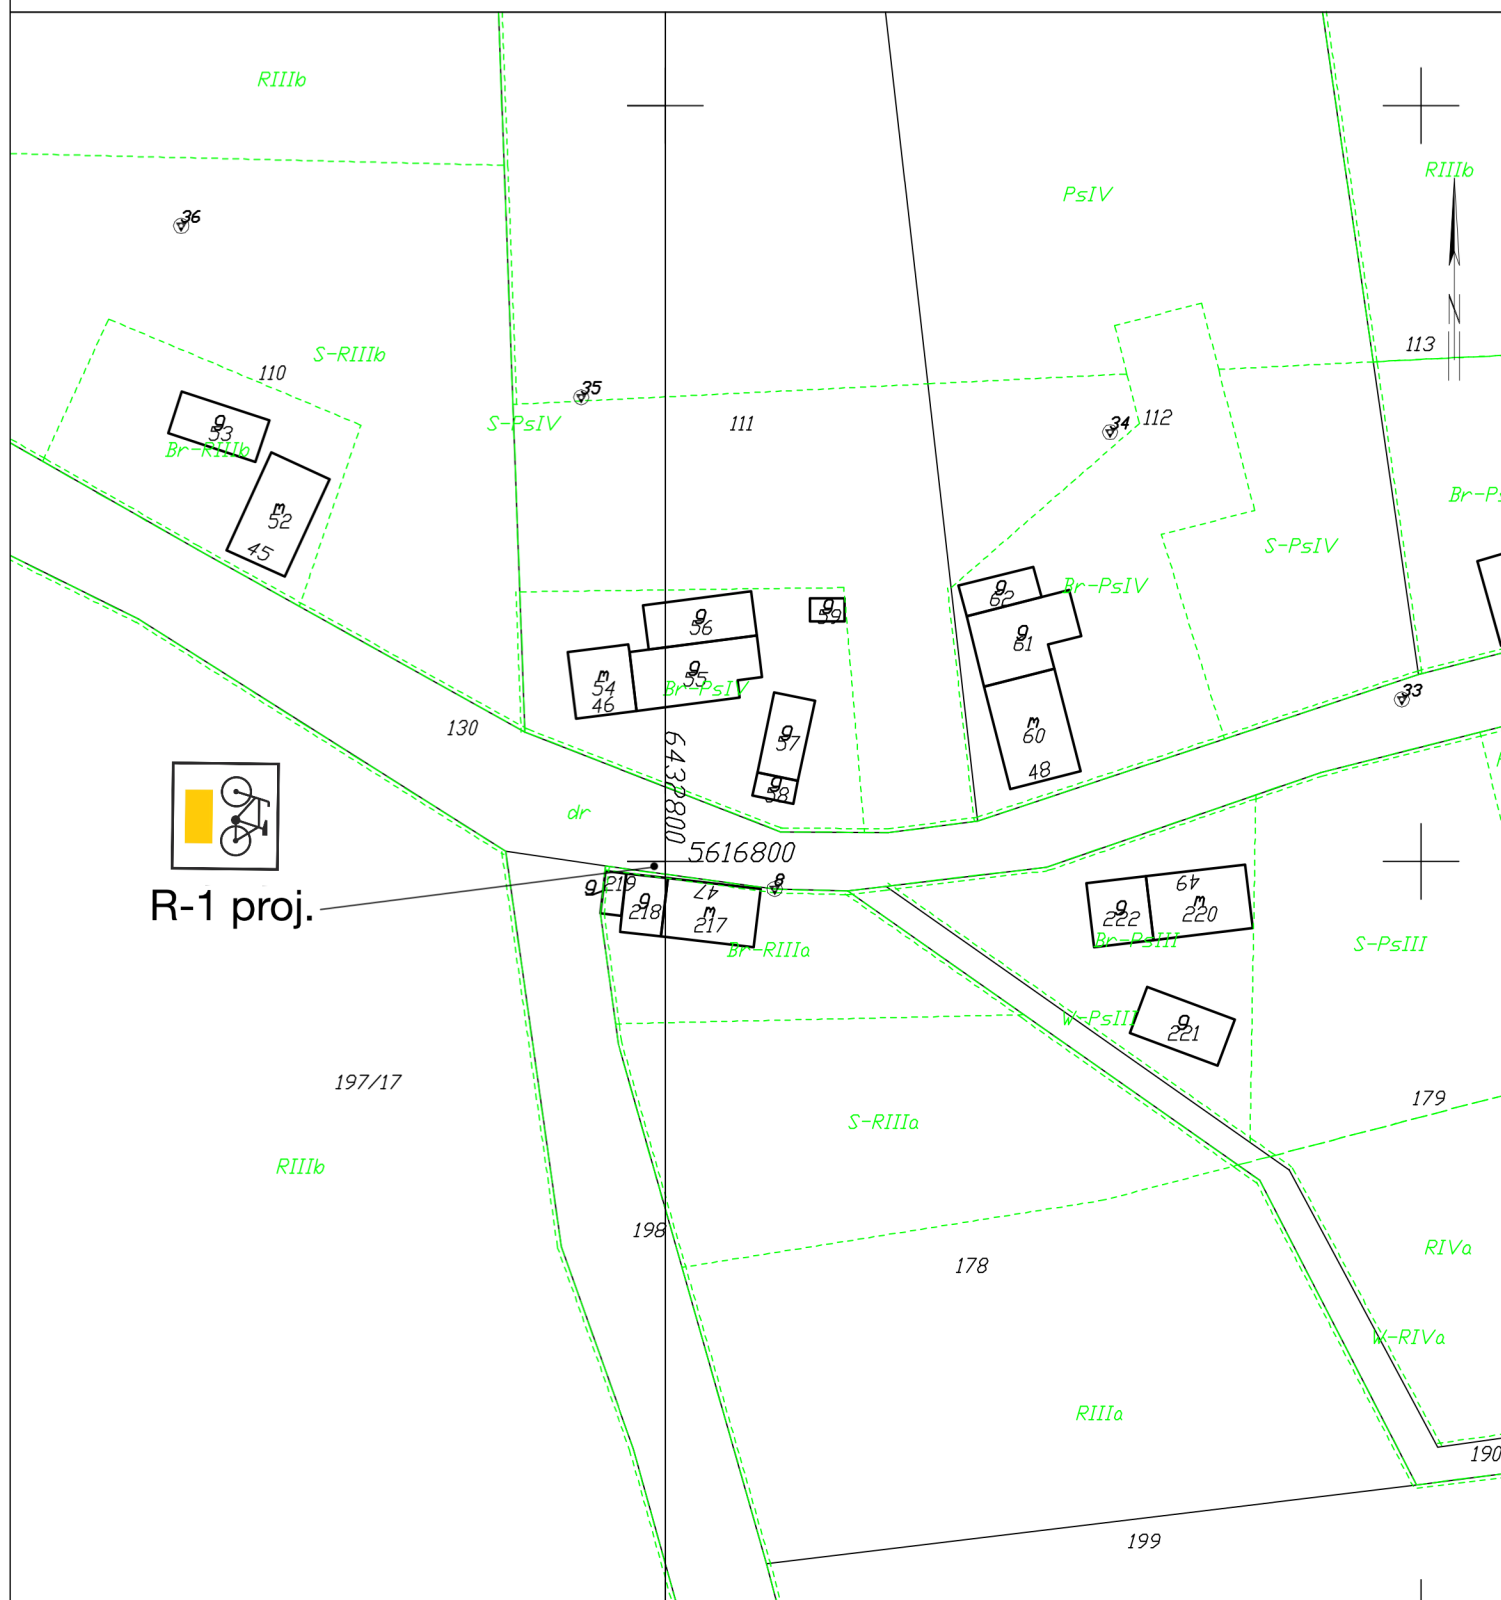 RIIIb
RIIIb
PsIV
36
113
S-RIIIb
110
35
S-PsIV
111
34
112
g
53
Br-RIIIb
Br-Ps
m
52
45
S-PsIV
g
62
Br-PsIV
g
59
g
56
g
61
m
54
46
g
55
Br-PsIV
33
130
g
57
m
60
48
g
58
6432800
dr
5616800
8
g
219
47
g
218
m
217
49
g
222
m
220
R-1 proj.
Br-RIIIa
Br-PsIII
S-PsIII
W-PsIII
g
221
197/17
179
S-RIIIa
RIIIb
198
178
RIVa
W-RIVa
RIIIa
190
199
N